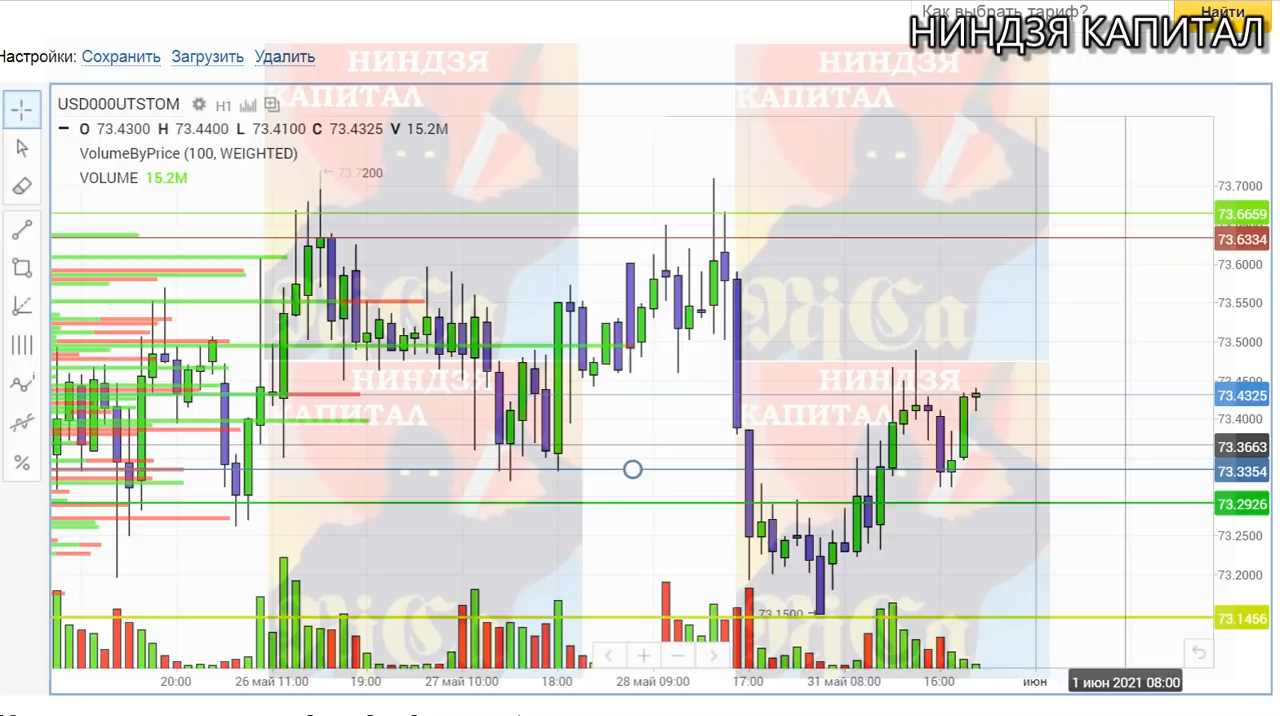 Как выбрать тариф?
Найти
НИНДЗЯ КАПИТАЛ
Настройки: Сохранить Загрузить Удалить
НИНДЗЯ КАПИТАЛ
НИНДЗЯ КАПИТАЛ
USD000UTSTOM H1
O 73.4300 H 73.4400 L 73.4100 C 73.4325 V 15.2M
VolumeByPrice (100, WEIGHTED)
VOLUME 15.2M
73.7200
73.7000
73.6659
73.6334
73.6000
73.5500
73.5000
NiCa
NiCa
НИНДЗЯ КАПИТАЛ
НИНДЗЯ КАПИТАЛ
73.4325
73.4000
73.3663
73.3354
73.2926
73.2500
73.2000
73.1500
73.1456
20:00 26 май 11:00 19:00 27 май 10:00 18:00 28 май 09:00 17:00 31 май 08:00 16:00 июн 1 июн 2021 08:00